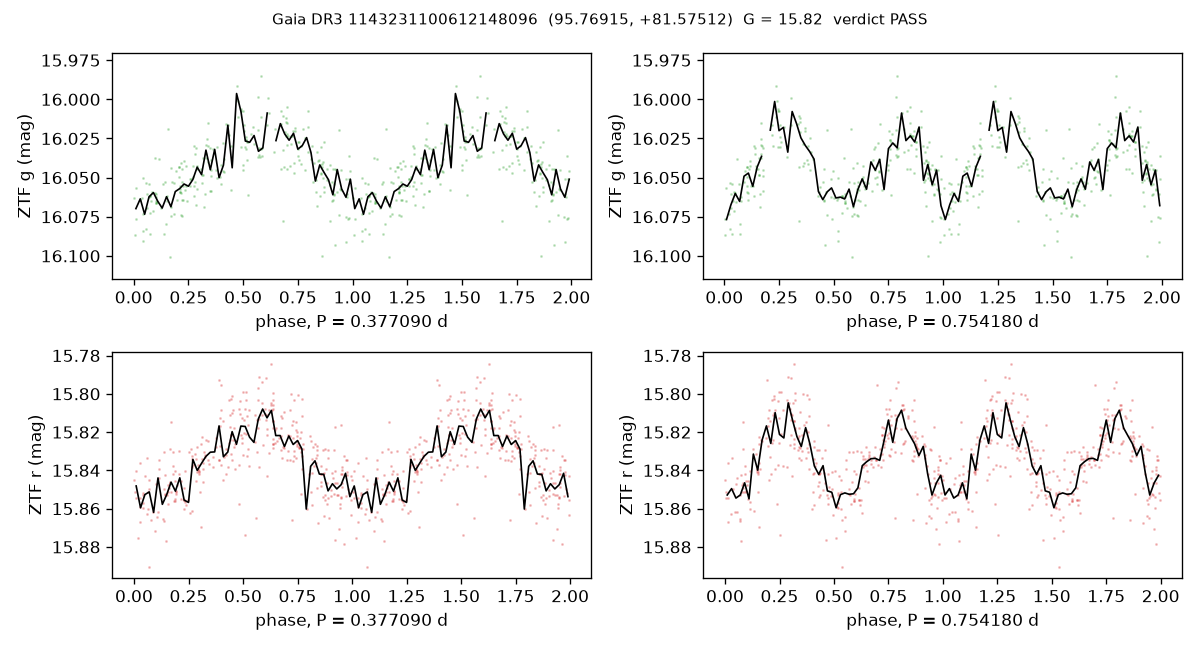 Gaia DR3 1143231100612148096  (95.76915, +81.57512)  G = 15.82  verdict PASS
ZTF g (mag)
15.975
16.000
16.025
16.050
16.075
16.100
0.00 0.25 0.50 0.75 1.00 1.25 1.50 1.75 2.00
phase, P = 0.377090 d
ZTF g (mag)
15.975
16.000
16.025
16.050
16.075
16.100
0.00 0.25 0.50 0.75 1.00 1.25 1.50 1.75 2.00
phase, P = 0.754180 d
ZTF r (mag)
15.78
15.80
15.82
15.84
15.86
15.88
0.00 0.25 0.50 0.75 1.00 1.25 1.50 1.75 2.00
phase, P = 0.377090 d
ZTF r (mag)
15.78
15.80
15.82
15.84
15.86
15.88
0.00 0.25 0.50 0.75 1.00 1.25 1.50 1.75 2.00
phase, P = 0.754180 d